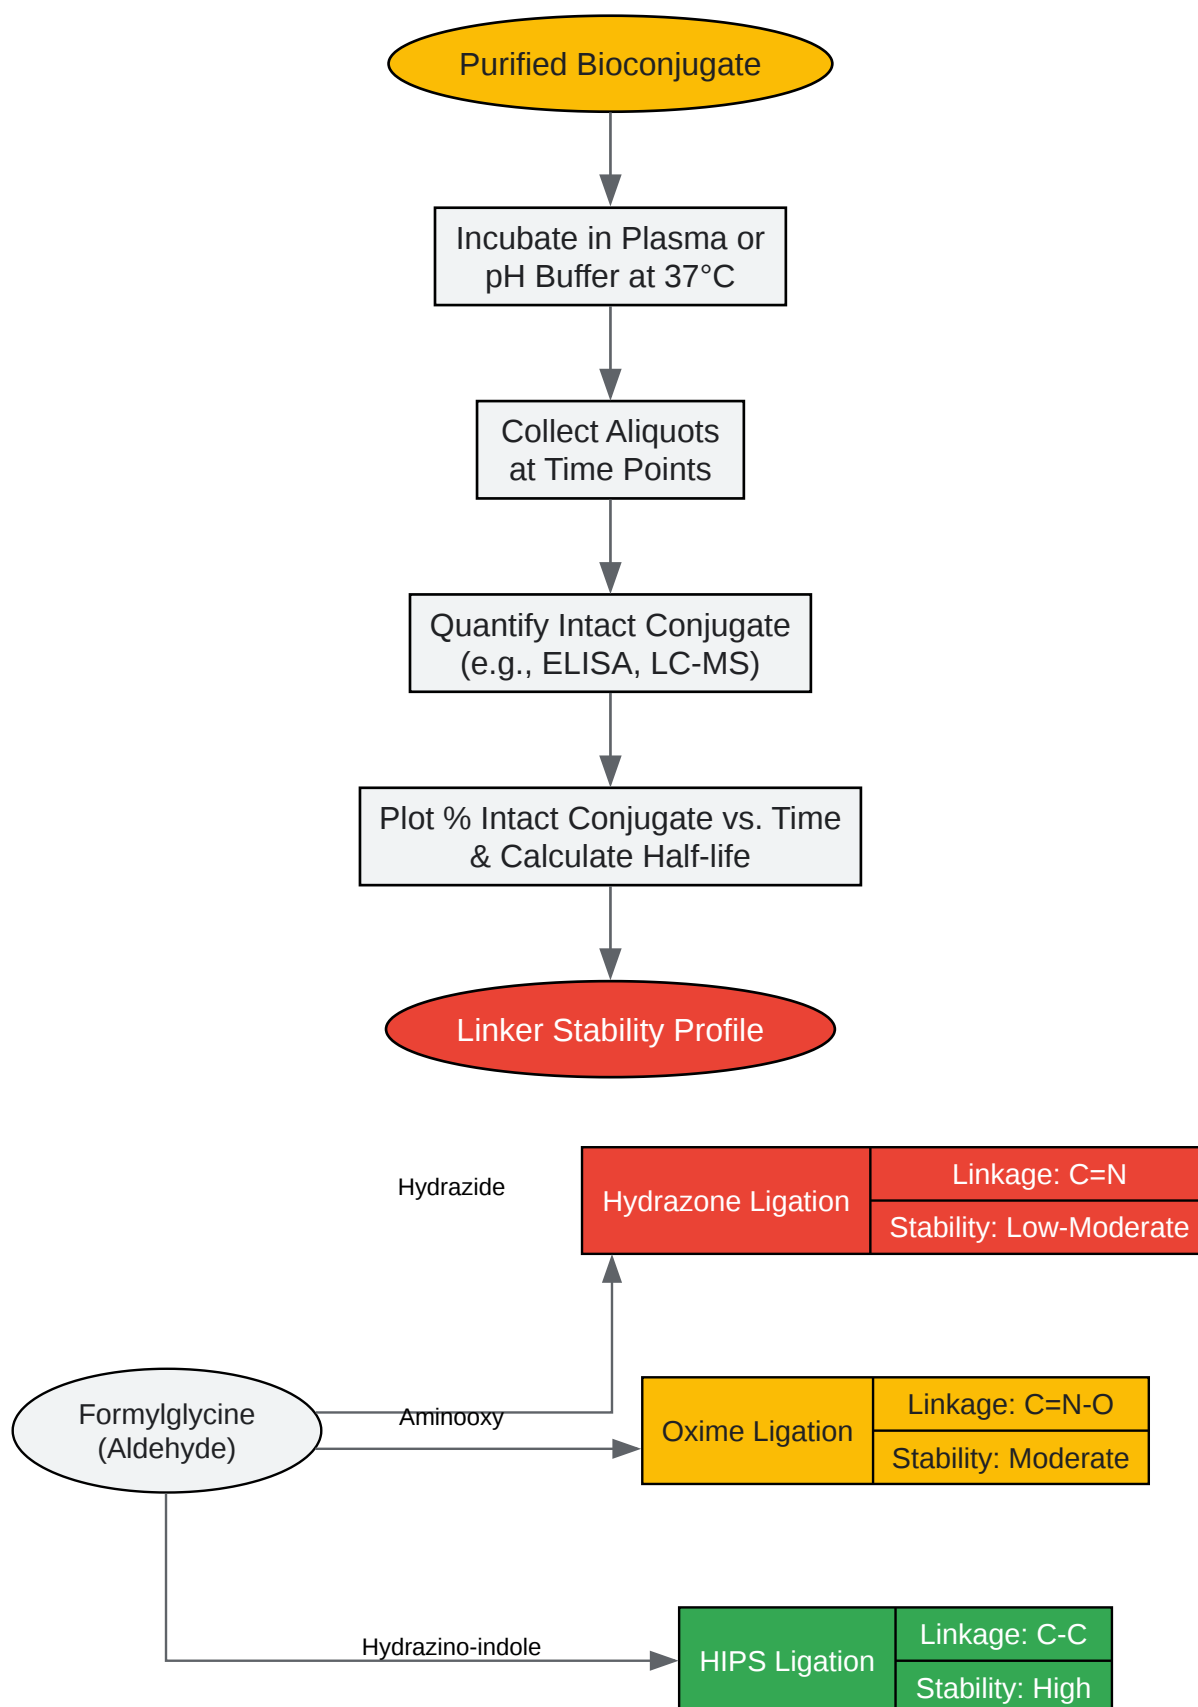 Purified Bioconjugate
Incubate in Plasma or
pH Buffer at 37°C
Collect Aliquots
at Time Points
Quantify Intact Conjugate
(e.g., ELISA, LC-MS)
Plot % Intact Conjugate vs. Time
& Calculate Half-life
Linker Stability Profile
Hydrazide
Hydrazone Ligation
Linkage: C=N
Stability: Low-Moderate
Formylglycine
(Aldehyde)
Aminooxy
Oxime Ligation
Linkage: C=N-O
Stability: Moderate
Hydrazino-indole
HIPS Ligation
Linkage: C-C
Stability: High